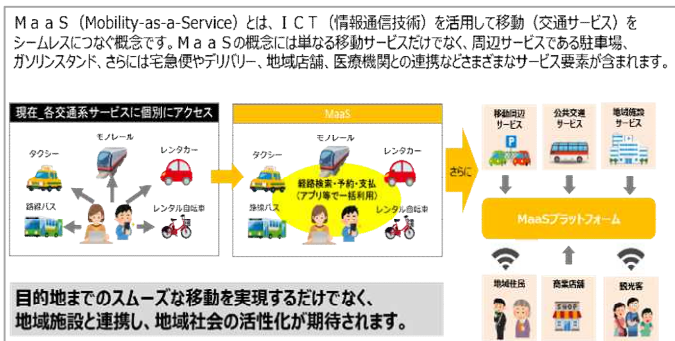 ＭａａＳ（Mobility-as-a-Service）とは、ＩＣＴ（情報通信技術）を活用して移動（交通サービス）を
シームレスにつなぐ概念です。ＭａａＳの概念には単なる移動サービスだけでなく、周辺サービスである駐車場、
ガソリンスタンド、さらには宅急便やデリバリー、地域店舗、医療機関との連携などさまざまなサービス要素が含まれます。
現在_各交通系サービスに個別にアクセス
モノレール
タクシー
レンタカー
路線バス
レンタル自転車
MaaS
モノレール
タクシー
レンタカー
経路検索・予約・支払
（アプリ等で一括利用）
路線バス
レンタル自転車
さらに
移動周辺
サービス
P
公共交通
サービス
地域施設
サービス
MaaSプラットフォーム
地域住民
商業店舗
SHOP
観光客
目的地までのスムーズな移動を実現するだけでなく、
地域施設と連携し、地域社会の活性化が期待されます。